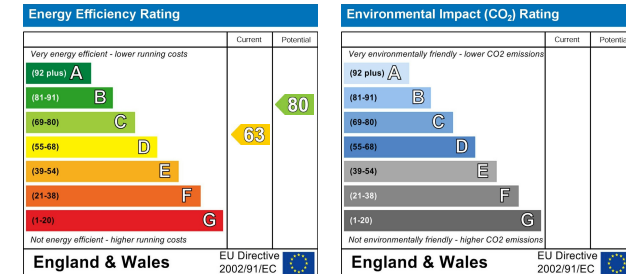 Energy Efficiency Rating
Current Potential
Very energy efficient - lower running costs
(92 plus) A
(81-91) B
(69-80) C
(55-68) D
(39-54) E
(21-38) F
(1-20) G
63
80
Not energy efficient - higher running costs
England & Wales
EU Directive
2002/91/EC
Environmental Impact (CO2) Rating
Current Potential
Very environmentally friendly - lower CO2 emissions
(92 plus) A
(81-91) B
(69-80) C
(55-68) D
(39-54) E
(21-38) F
(1-20) G
Not environmentally friendly - higher CO2 emissions
England & Wales
EU Directive
2002/91/EC